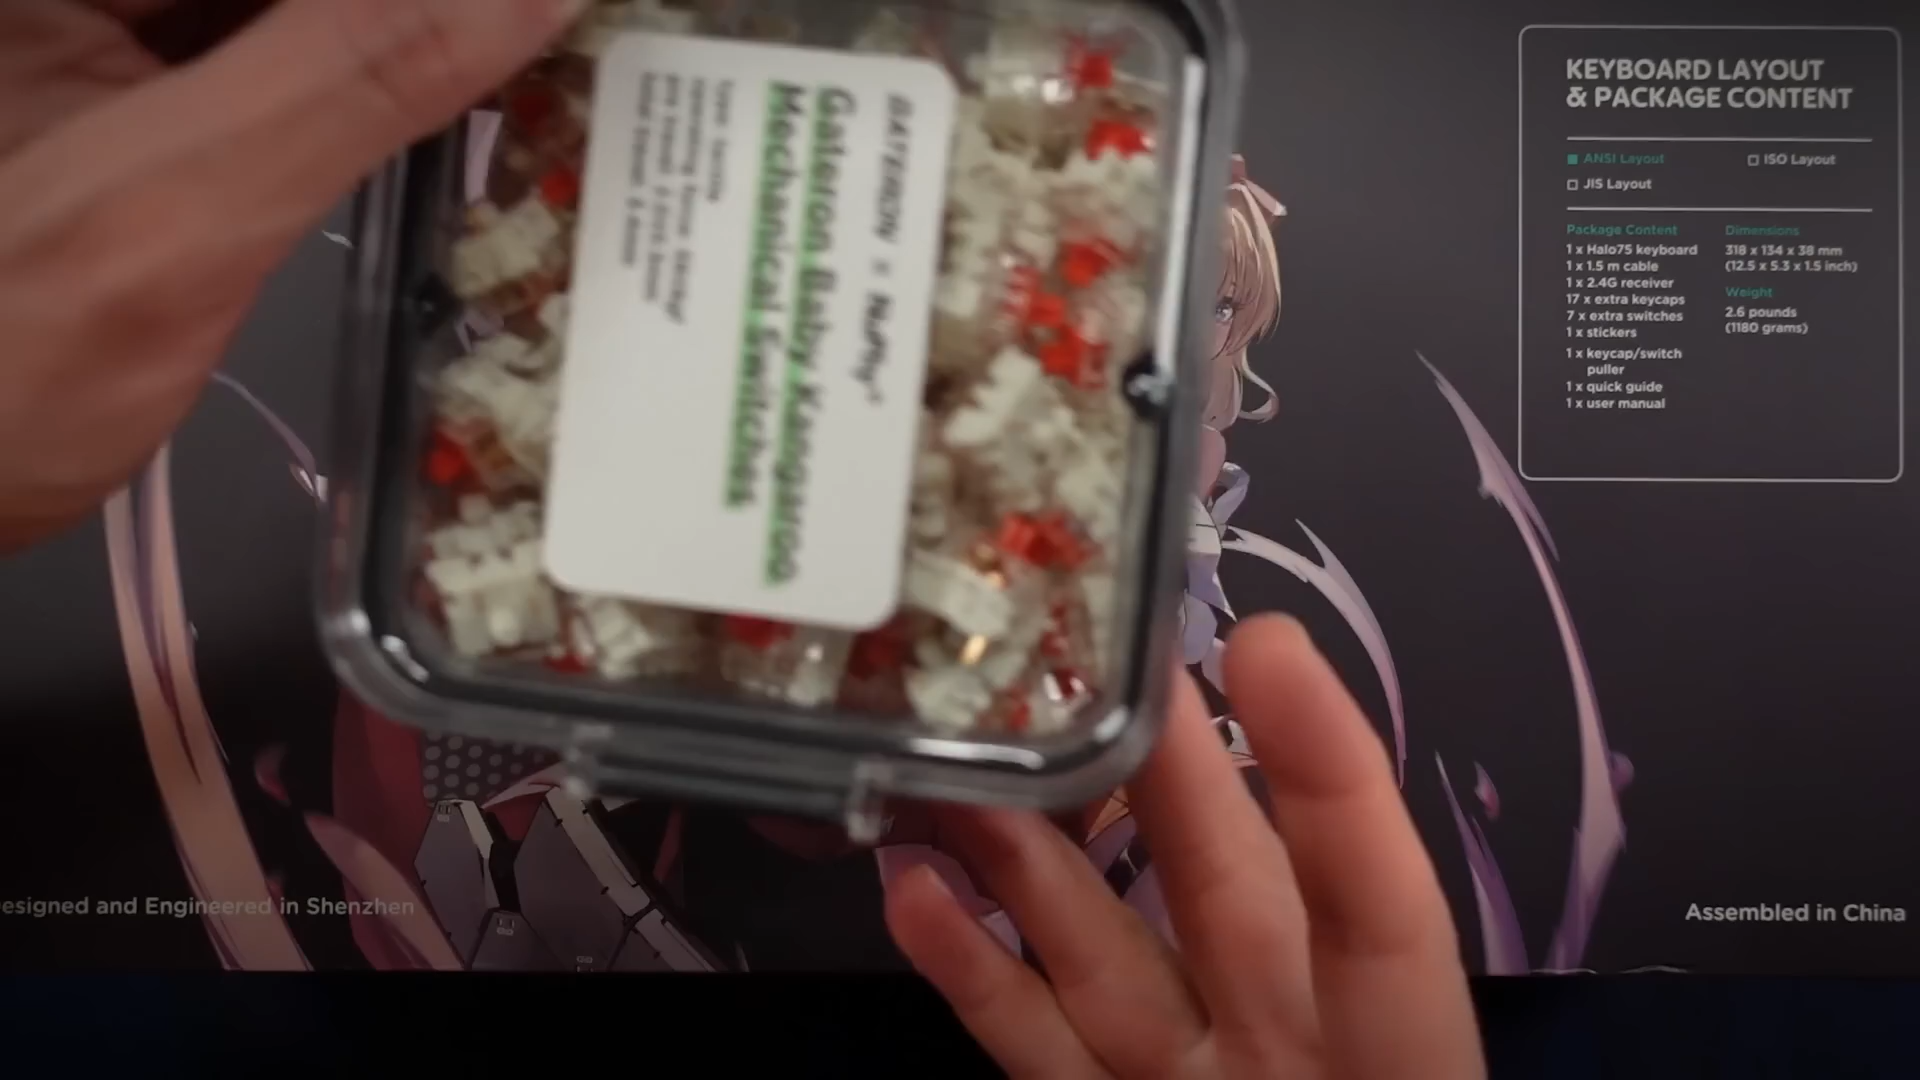 GATERON x NuPhy
Gateron Baby Kangaroo
Mechanical Switches
type: tactile
KEYBOARD LAYOUT
& PACKAGE CONTENT
ANSI Layout
ISO Layout
JIS Layout
Package Content
1 x Halo75 keyboard
1 x 1.5 m cable
1 x 2.4G receiver
17 x extra keycaps
7 x extra switches
1 x stickers
1 x keycap/switch
puller
1 x quick guide
1 x user manual
Dimensions
318 x 134 x 38 mm
(12.5 x 5.3 x 1.5 inch)
Weight
2.6 pounds
(1180 grams)
esigned and Engineered in Shenzhen
Assembled in China